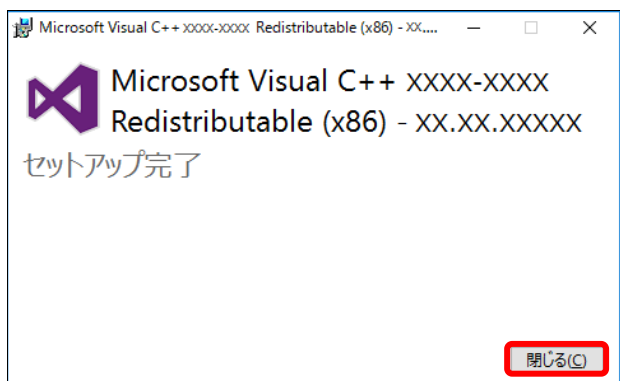 Microsoft Visual C++ xxxx-xxxx Redistributable (x86) - xx....
Microsoft Visual C++ XXXX-XXXX
Redistributable (x86) - XX.XX.XXXXX
セットアップ完了
閉じる(C)